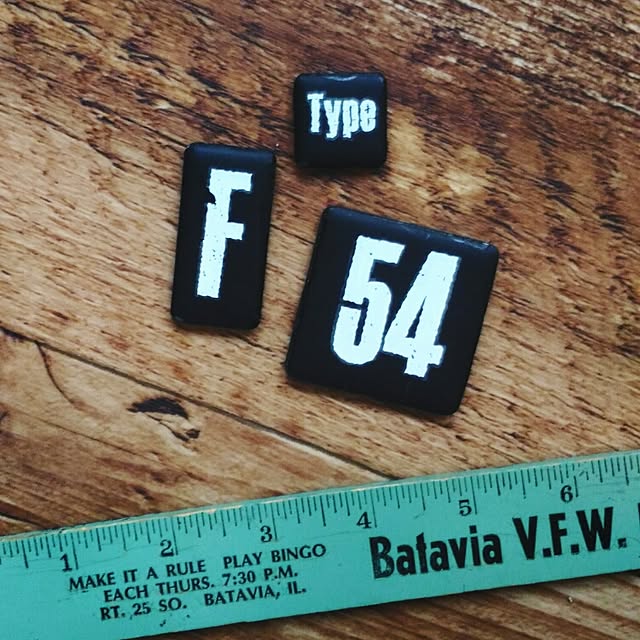 Type
F
54
1 2 3 4 5 6
MAKE IT A RULE PLAY BINGO
EACH THURS. 7:30 P.M.
RT. 25 SO. BATAVIA, IL.
Batavia V.F.W.